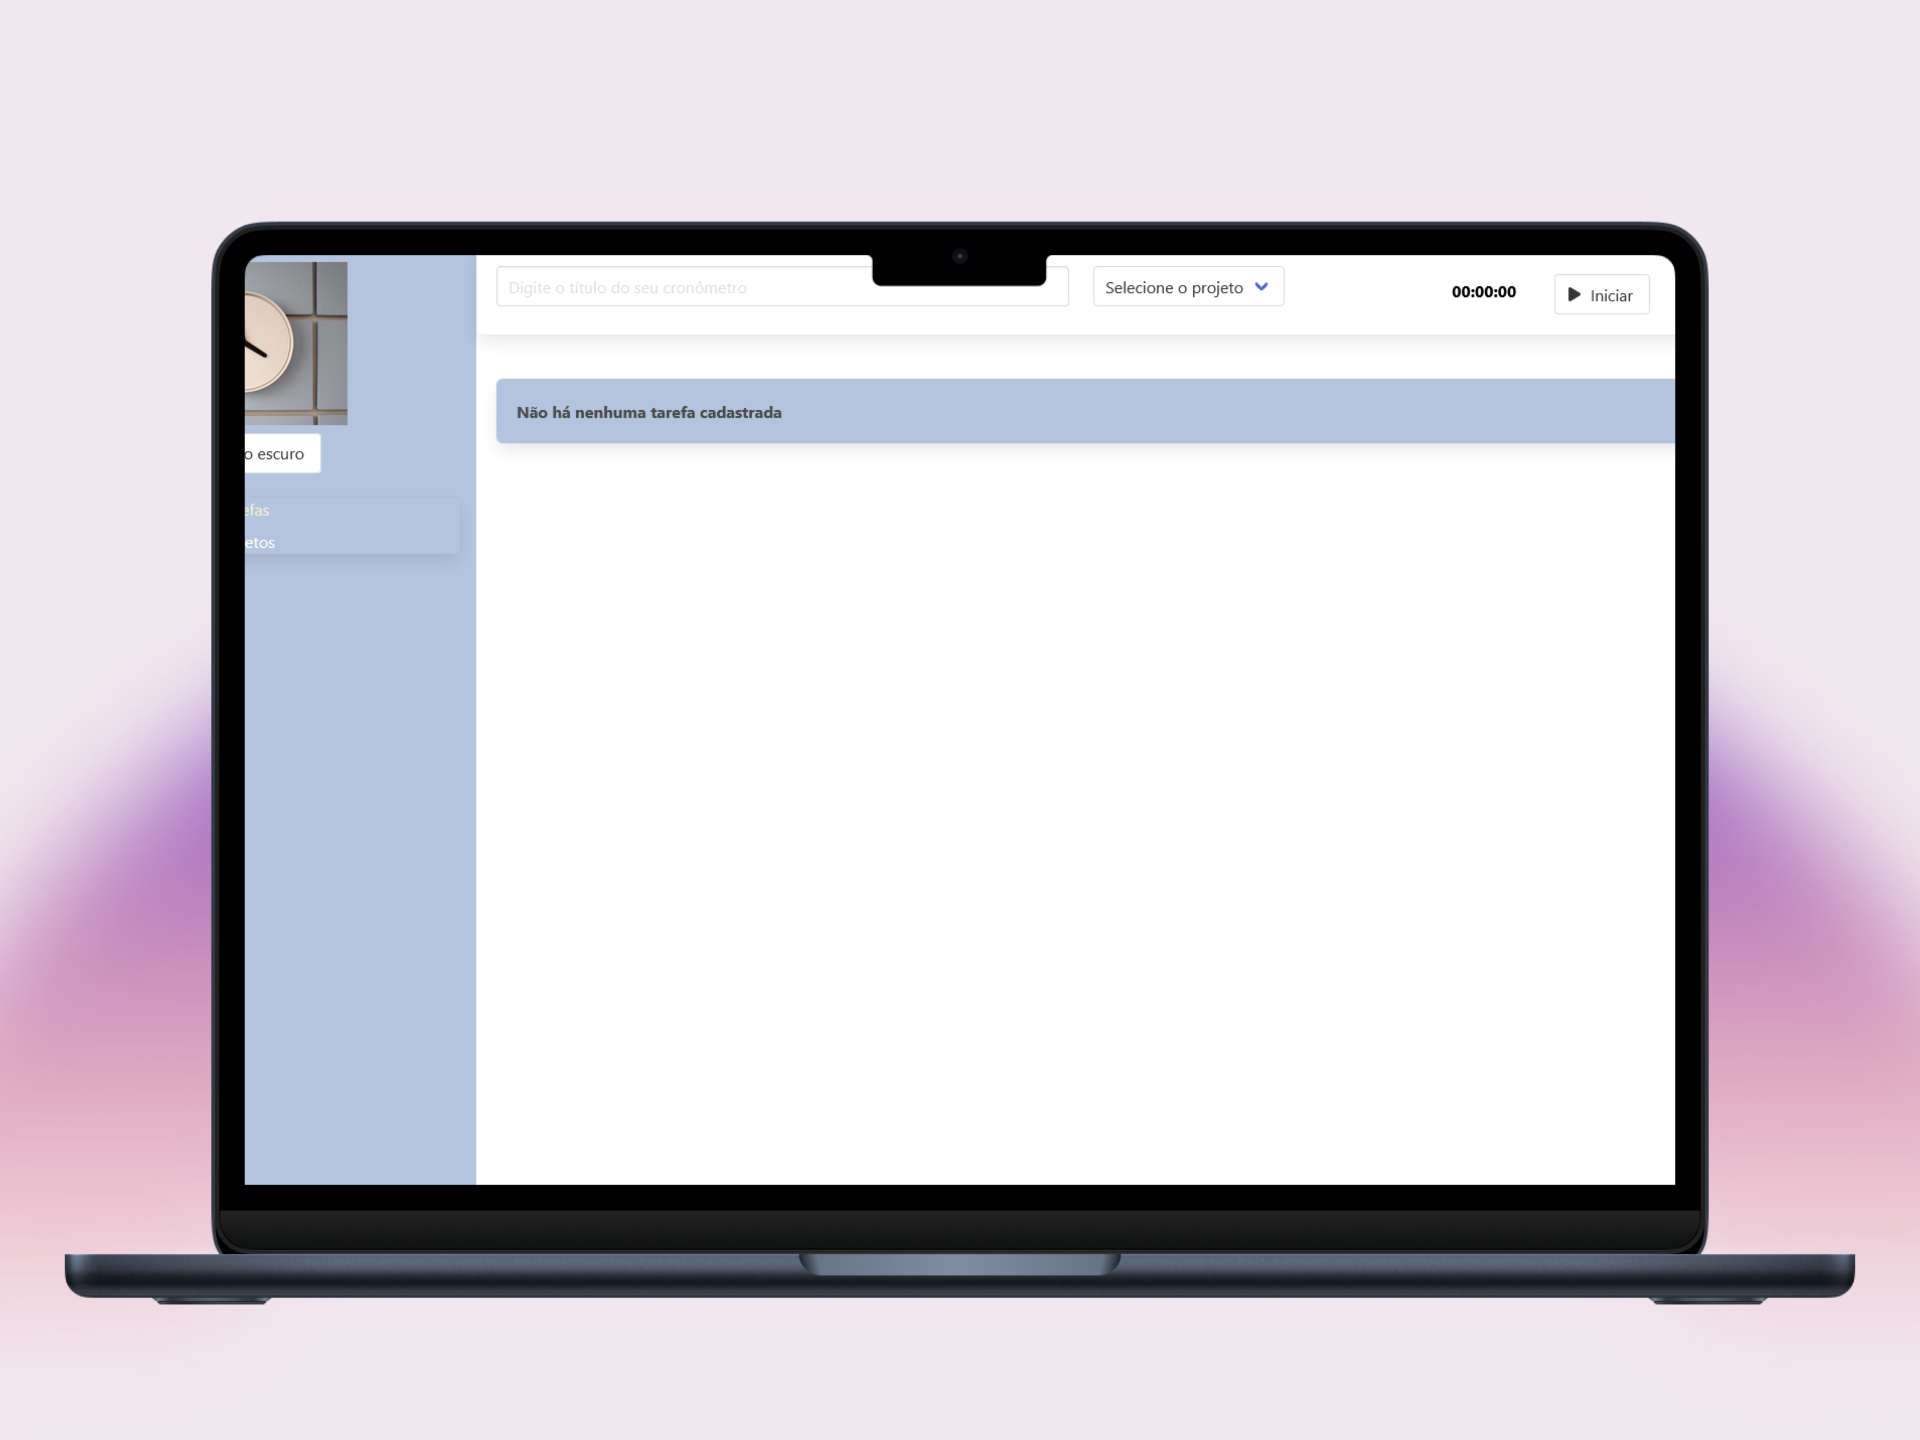 Digite o título do seu cronômetro
Selecione o projeto
00:00:00
Iniciar
Não há nenhuma tarefa cadastrada
o escuro
efas
etos